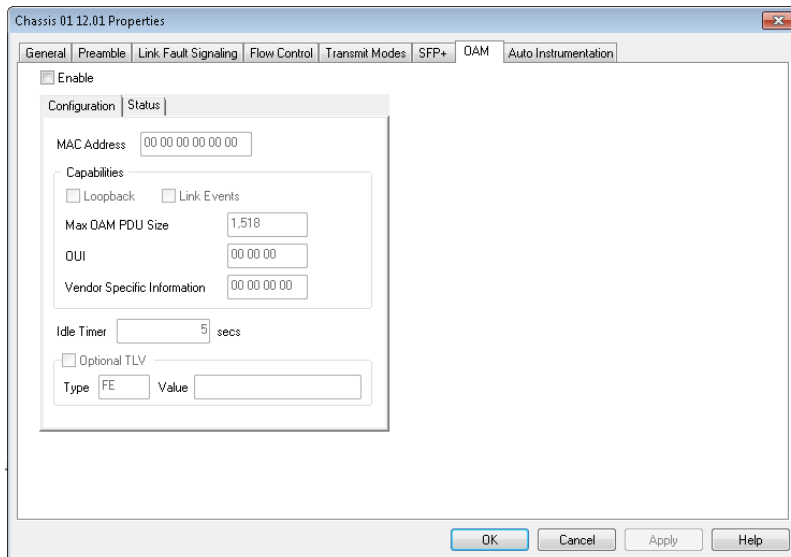 Chassis 01 12.01 Properties
General Preamble Link Fault Signaling Flow Control Transmit Modes SFP+ OAM Auto Instrumentation
Enable
Configuration Status
MAC Address 00 00 00 00 00 00
Capabilities
Loopback Link Events
Max OAM PDU Size 1,518
OUI 00 00 00
Vendor Specific Information 00 00 00 00
Idle Timer 5 secs
Optional TLV
Type FE Value
OK Cancel Apply Help